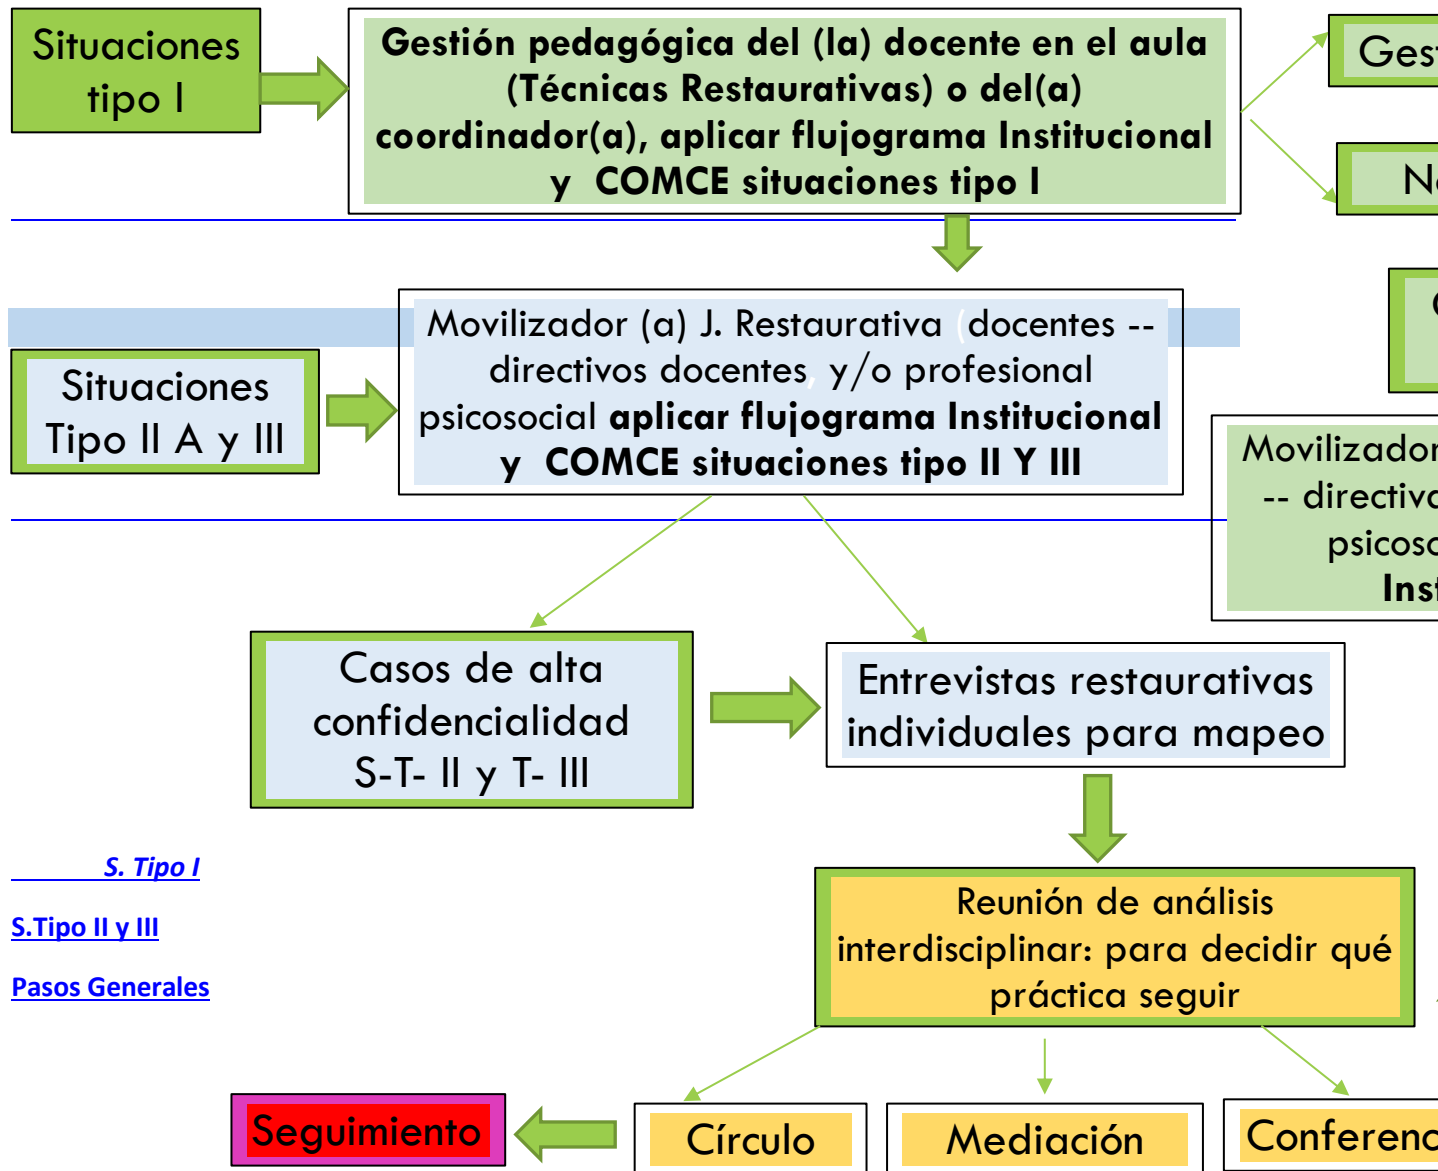 Situaciones
tipo I
Gestión pedagógica del (la) docente en el aula
(Técnicas Restaurativas) o del(a)
coordinador(a), aplicar flujograma Institucional
y COMCE situaciones tipo I
Movilizador (a) J. Restaurativa (docentes --
directivos docentes, y/o profesional
psicosocial aplicar flujograma Institucional
y COMCE situaciones tipo II Y III
Situaciones
Tipo II A y III
Movilizador
--
Casos de alta
confidencialidad
S-T- II y T- III
Entrevistas restaurativas
individuales para mapeo
S. Tipo I
S.Tipo II y III
Pasos Generales
Reunión de análisis
interdisciplinar: para decidir qué
práctica seguir
Seguimiento
Círculo
Mediación